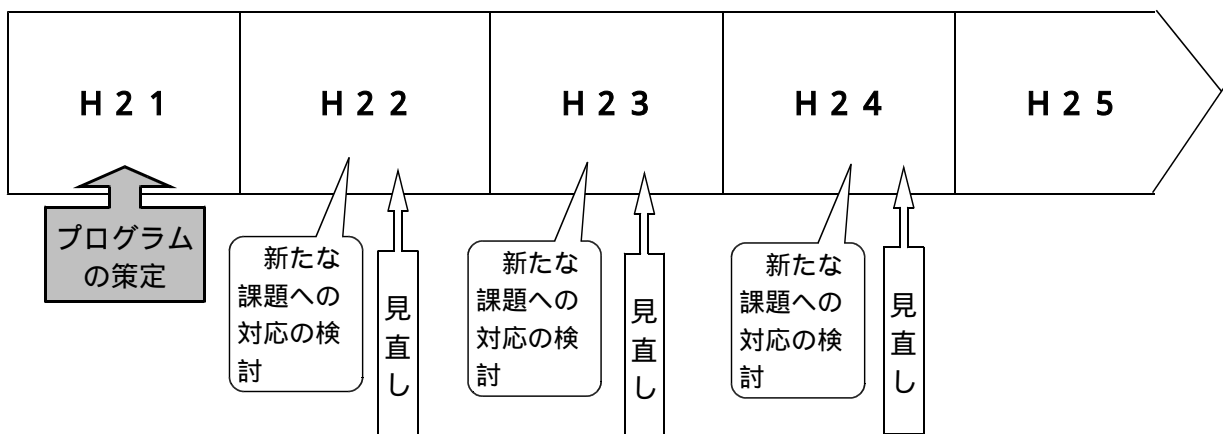 H21
H22
H23
H24
H25
プログラム
の策定
新たな
課題への
対応の検
討
見直し
新たな
課題への
対応の検
討
見直し
新たな
課題への
対応の検
討
見直し